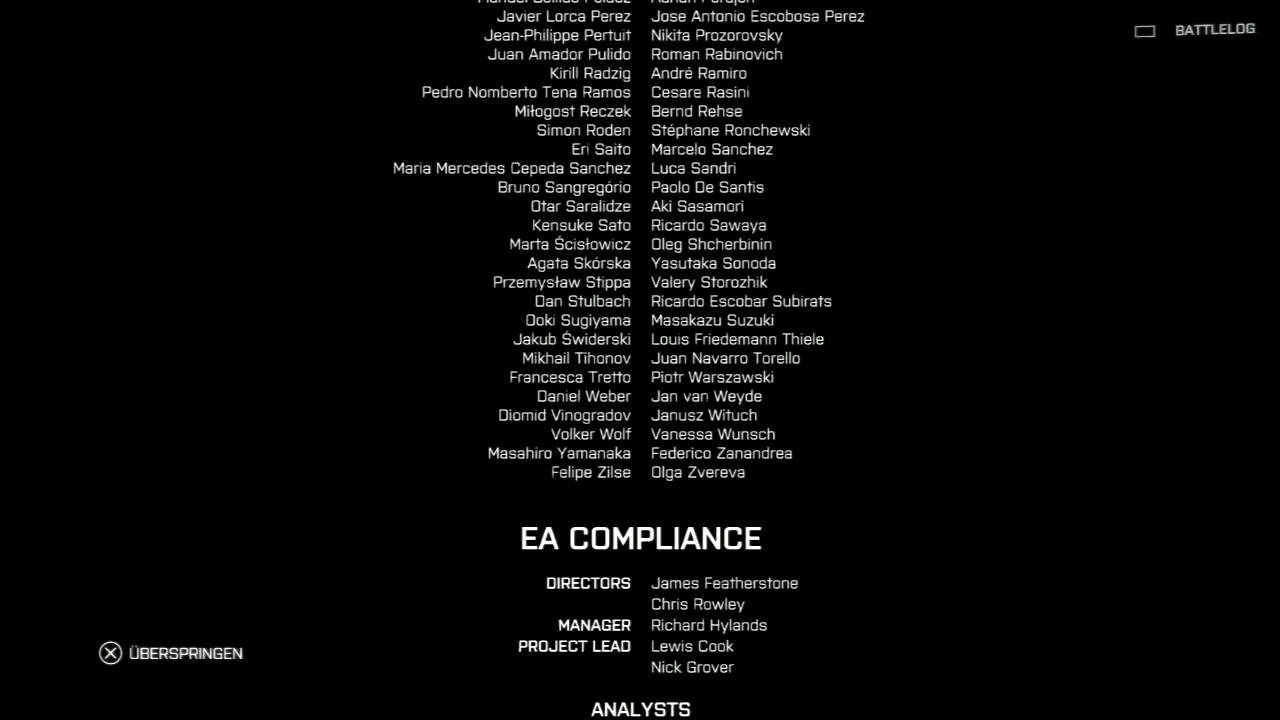 Javier Lorca Perez Jose Antonio Escobosa Perez
BATTLELOG
Jean-Philippe Pertuit Nikita Prozorovsky
Juan Amador Pulido Roman Rabinovich
Kirill Radzig André Ramiro
Pedro Nomberto Tena Ramos Cesare Rasini
Miłogost Reczek Bernd Rehse
Simon Roden Stéphane Ronchewski
Eri Saito Marcelo Sanchez
Maria Mercedes Cepeda Sanchez Luca Sandri
Bruno Sangregório Paolo De Santis
Otar Saralidze Aki Sasamori
Kensuke Sato Ricardo Sawaya
Marta Ścisłowicz Oleg Shcherbinin
Agata Skórska Yasutaka Sonoda
Przemysław Stippa Valery Storozhik
Dan Stulbach Ricardo Escobar Subirats
Ooki Sugiyama Masakazu Suzuki
Jakub Świderski Louis Friedemann Thiele
Mikhail Tihonov Juan Navarro Torello
Francesca Tretto Piotr Warszawski
Daniel Weber Jan van Weyde
Diomid Vinogradov Janusz Wituch
Volker Wolf Vanessa Wunsch
Masahiro Yamanaka Federico Zanandrea
Felipe Zilse Olga Zvereva
EA COMPLIANCE
DIRECTORS James Featherstone
Chris Rowley
MANAGER Richard Hylands
PROJECT LEAD Lewis Cook
ÜBERSPRINGEN
Nick Grover
ANALYSTS